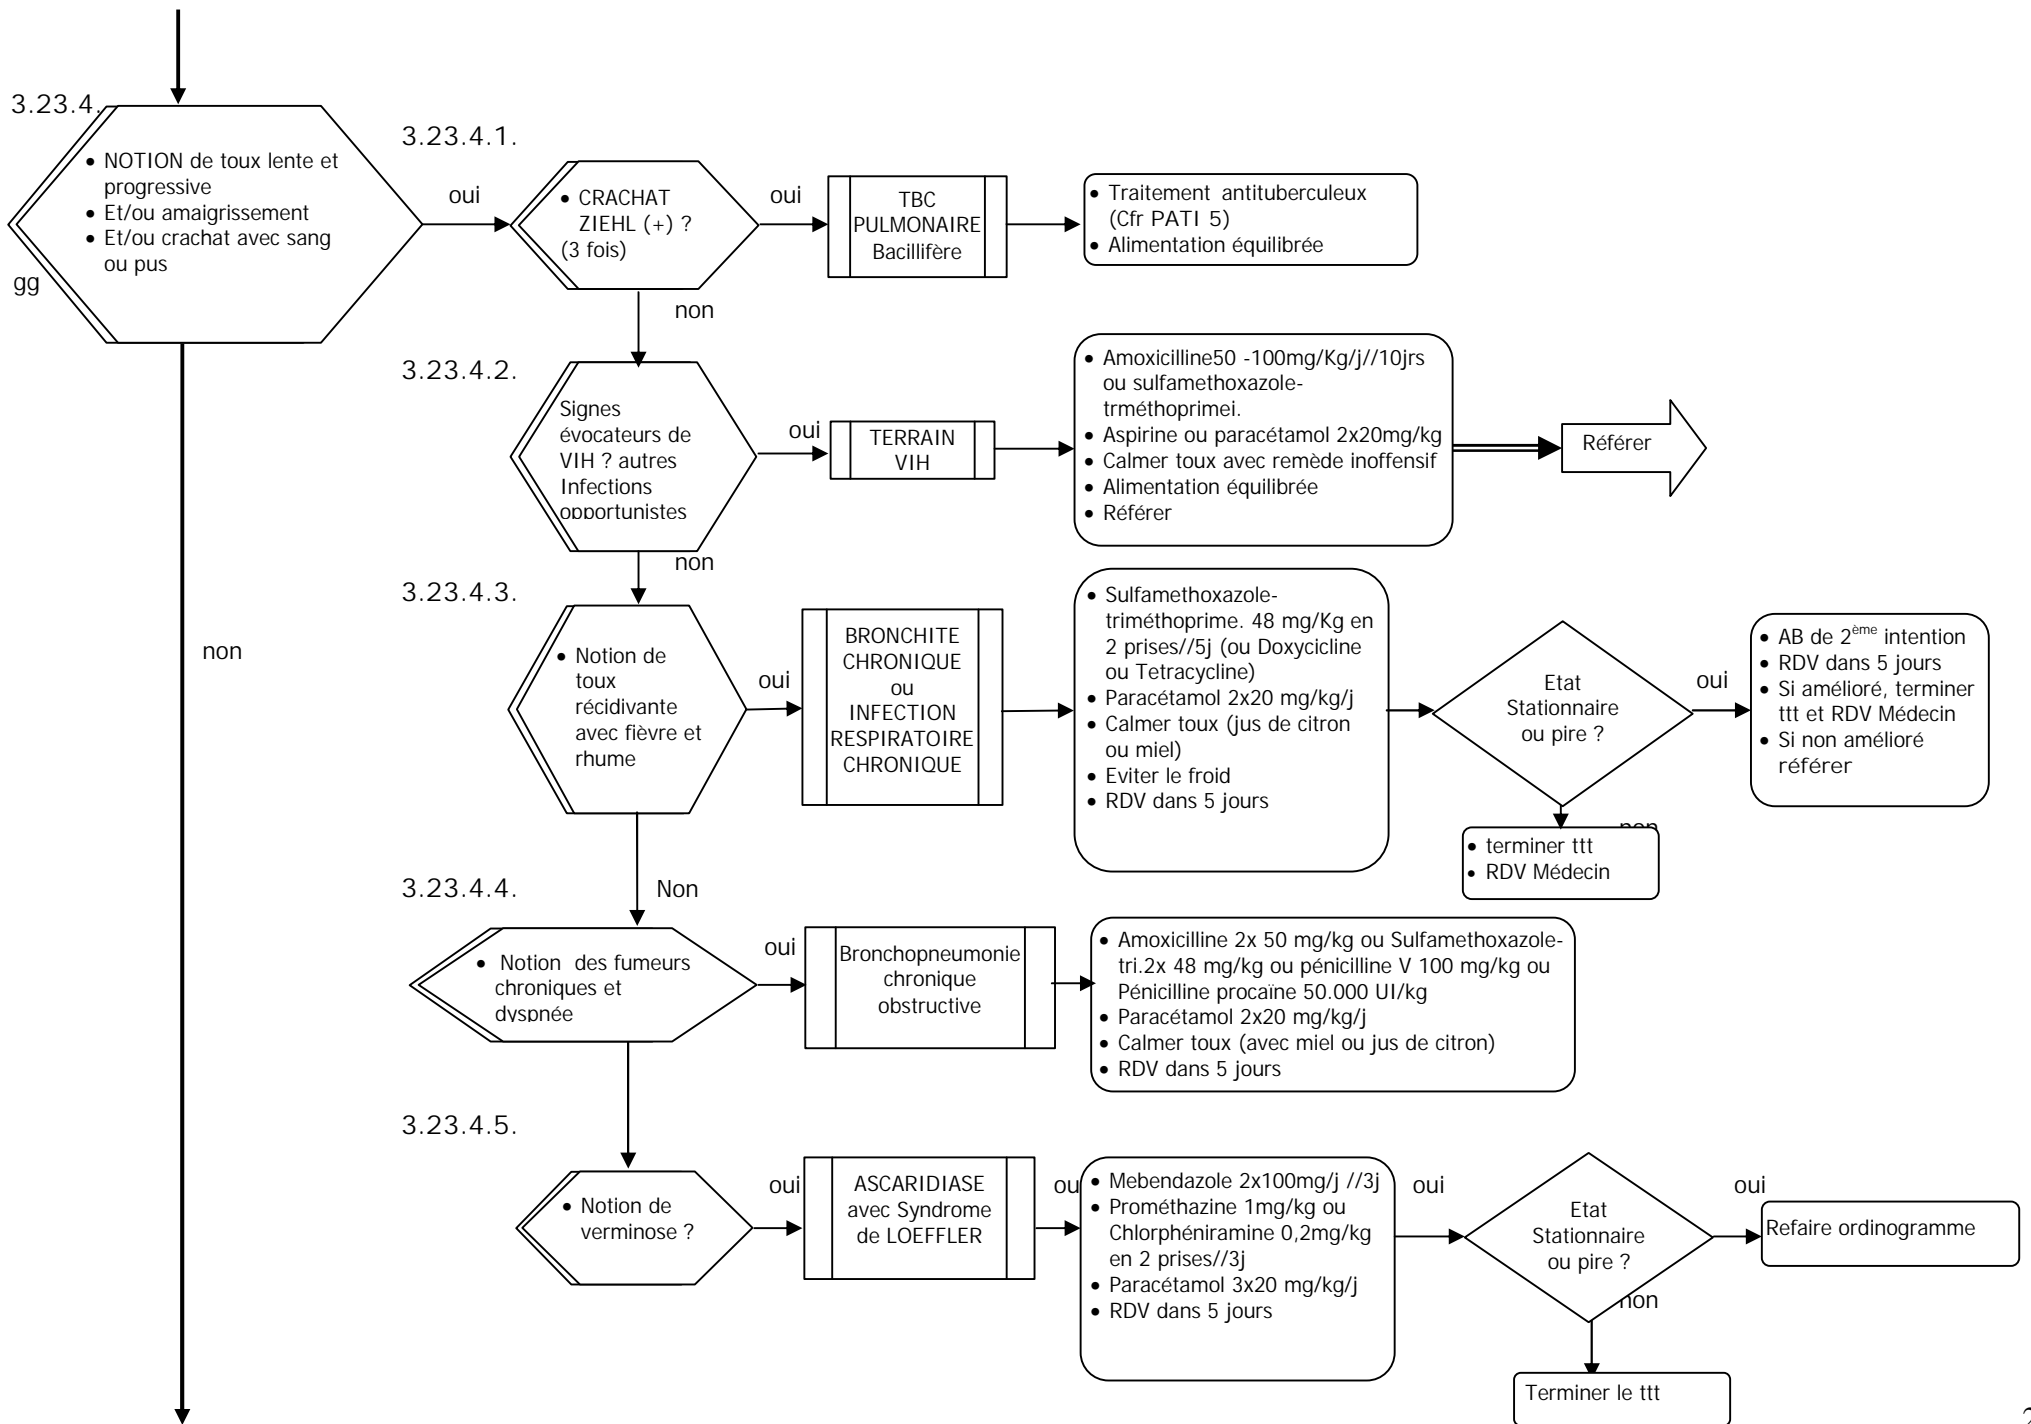 3.23.4.
• NOTION de toux lente et
progressive
• Et/ou amaigrissement
• Et/ou crachat avec sang
ou pus
gg
oui
non
3.23.4.1.
• CRACHAT
ZIEHL (+) ?
(3 fois)
oui
non
TBC
PULMONAIRE
Bacillifère
• Traitement antituberculeux
(Cfr PATI 5)
• Alimentation équilibrée
3.23.4.2.
Signes
évocateurs de
VIH ? autres
Infections
opportunistes
oui
non
TERRAIN
VIH
• Amoxicilline50 -100mg/Kg/j//10jrs
ou sulfamethoxazole-
trméthoprimei.
• Aspirine ou paracétamol 2x20mg/kg
• Calmer toux avec remède inoffensif
• Alimentation équilibrée
• Référer
Référer
3.23.4.3.
• Notion de
toux
récidivante
avec fièvre et
rhume
oui
Non
BRONCHITE
CHRONIQUE
ou
INFECTION
RESPIRATOIRE
CHRONIQUE
• Sulfamethoxazole-
triméthoprime. 48 mg/Kg en
2 prises//5j (ou Doxycicline
ou Tetracycline)
• Paracétamol 2x20 mg/kg/j
• Calmer toux (jus de citron
ou miel)
• Eviter le froid
• RDV dans 5 jours
Etat
Stationnaire
ou pire ?
oui
non
• AB de 2ème intention
• RDV dans 5 jours
• Si amélioré, terminer
ttt et RDV Médecin
• Si non amélioré
référer
• terminer ttt
• RDV Médecin
3.23.4.4.
• Notion des fumeurs
chroniques et
dyspnée
oui
Bronchopneumonie
chronique
obstructive
• Amoxicilline 2x 50 mg/kg ou Sulfamethoxazole-
tri.2x 48 mg/kg ou pénicilline V 100 mg/kg ou
Pénicilline procaïne 50.000 UI/kg
• Paracétamol 2x20 mg/kg/j
• Calmer toux (avec miel ou jus de citron)
• RDV dans 5 jours
3.23.4.5.
• Notion de
verminose ?
oui
ASCARIDIASE
avec Syndrome
de LOEFFLER
ou
• Mebendazole 2x100mg/j //3j
• Prométhazine 1mg/kg ou
Chlorphéniramine 0,2mg/kg
en 2 prises//3j
• Paracétamol 3x20 mg/kg/j
• RDV dans 5 jours
oui
Etat
Stationnaire
ou pire ?
oui
non
Refaire ordinogramme
Terminer le ttt